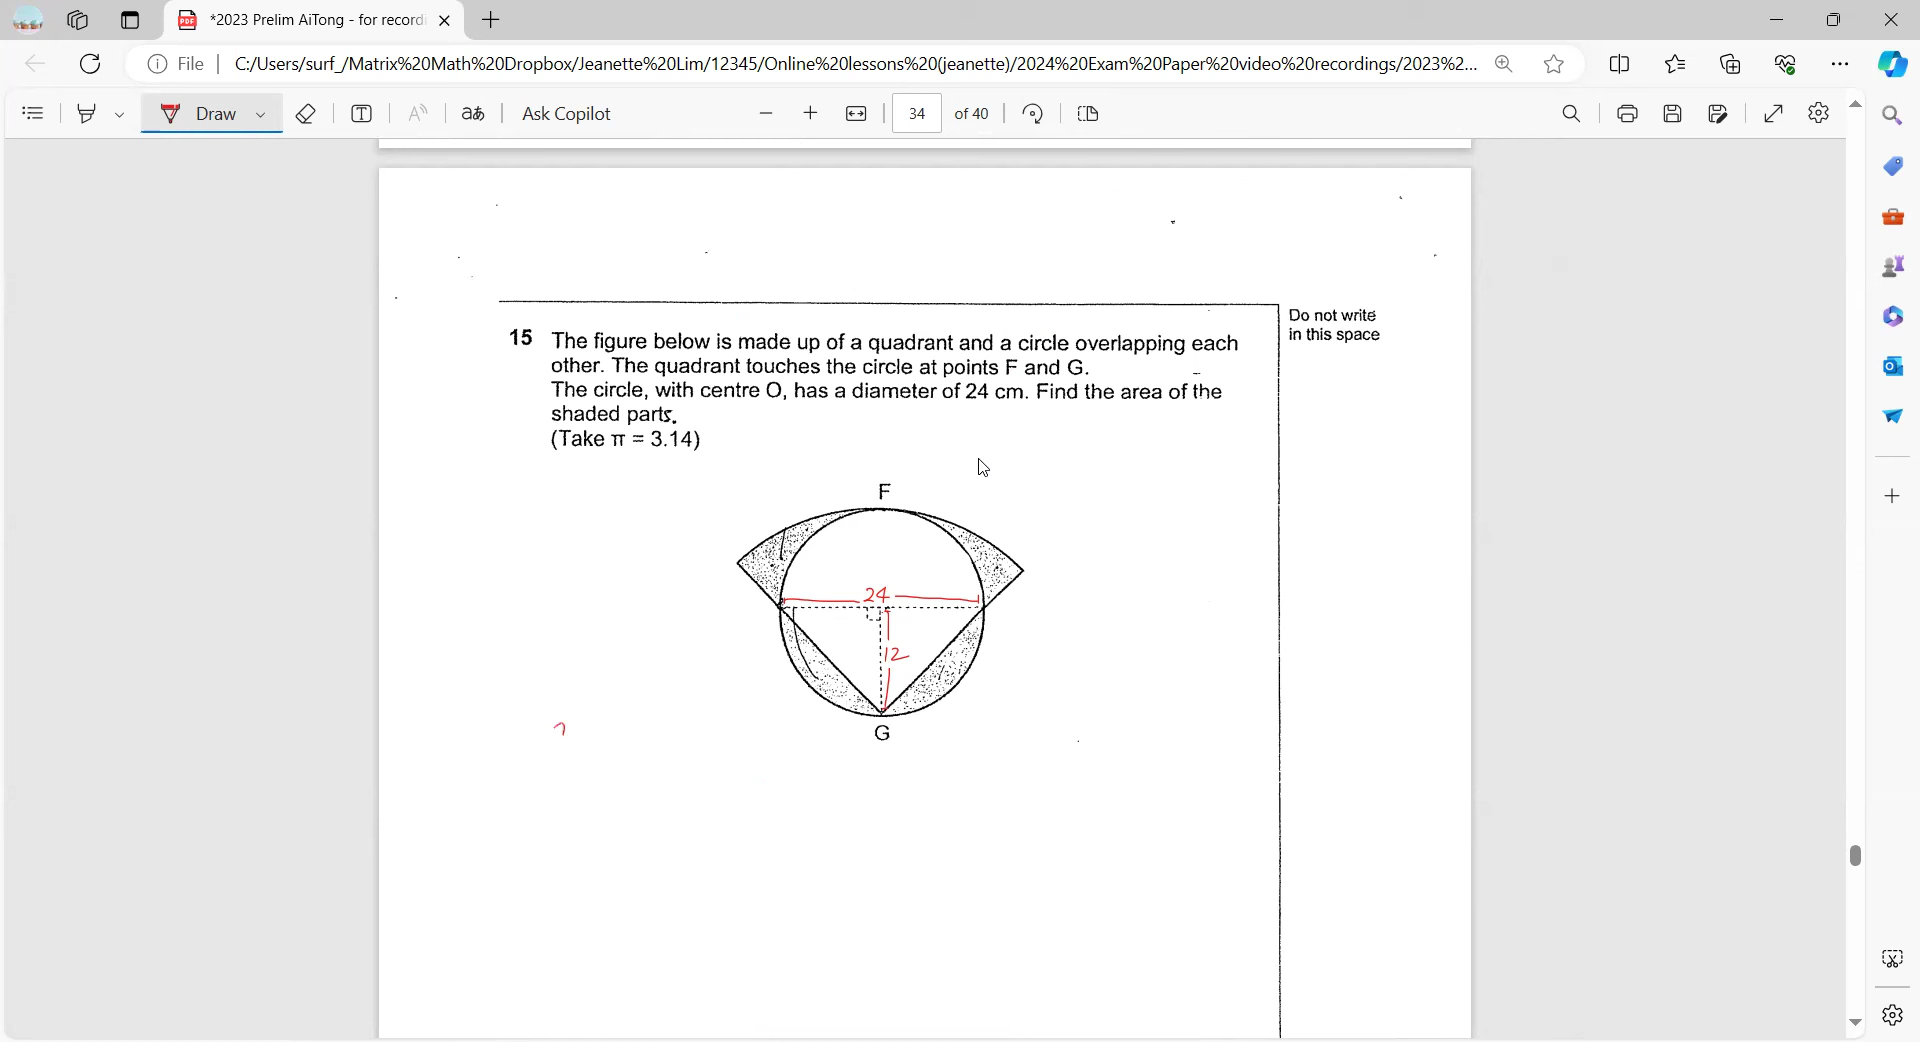 *2023 Prelim AiTong - for recordi
File
C:/Users/surf_/Matrix%20Math%20Dropbox/Jeanette%20Lim/12345/Online%20lessons%20(jeanette)/2024%20Exam%20Paper%20video%20recordings/2023%2...
Draw
aあ
Ask Copilot
34 of 40
Do not write
in this space
15 The figure below is made up of a quadrant and a circle overlapping each
other. The quadrant touches the circle at points F and G.
The circle, with centre O, has a diameter of 24 cm. Find the area of the
shaded parts.
(Take π = 3.14)
F
24
12
G